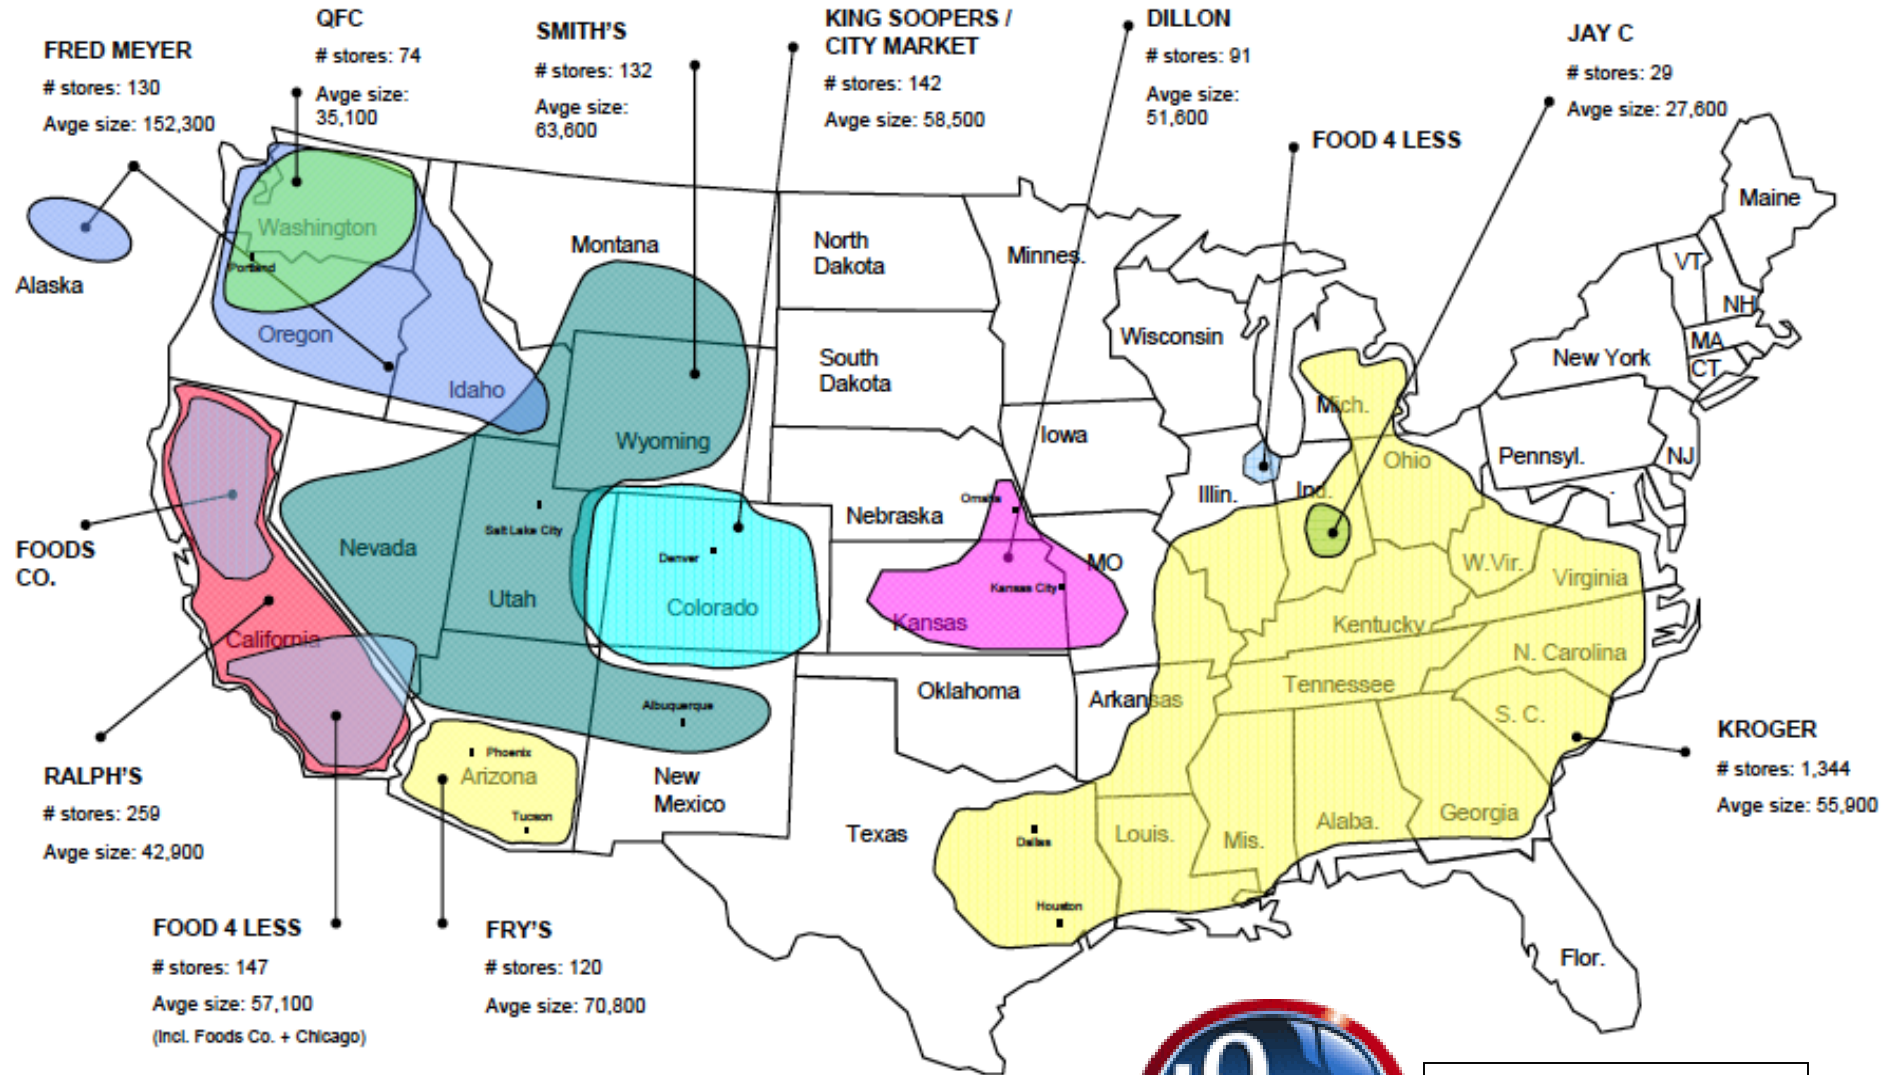 FRED MEYER
# stores: 130
Avge size: 152,300
QFC
# stores: 74
Avge size:
35,100
SMITH'S
# stores: 132
Avge size:
63,600
KING SOOPERS /
CITY MARKET
# stores: 142
Avge size: 58,500
DILLON
# stores: 91
Avge size:
51,600
JAY C
# stores: 29
Avge size: 27,600
FOOD 4 LESS
Alaska
Washington
Portland
Oregon
Idaho
Montana
Wyoming
North
Dakota
South
Dakota
Minnes.
Wisconsin
Iowa
Nebraska
Omaha
Mich.
Ohio
Illin.
Ind.
Pennsyl.
New York
Maine
VT
NH
MA
CT
NJ
Nevada
Salt Lake City
Utah
Denver
Colorado
Kansas City
Kansas
MO
W.Vir.
Virginia
Kentucky
N. Carolina
Tennessee
S. C.
California
Oklahoma
Arkansas
Albuquerque
Phoenix
Arizona
Tucson
New
Mexico
Texas
Dallas
Houston
Louis.
Mis.
Alaba.
Georgia
Flor.
FOODS
CO.
RALPH'S
# stores: 259
Avge size: 42,900
KROGER
# stores: 1,344
Avge size: 55,900
FOOD 4 LESS
# stores: 147
Avge size: 57,100
(Incl. Foods Co. + Chicago)
FRY'S
# stores: 120
Avge size: 70,800